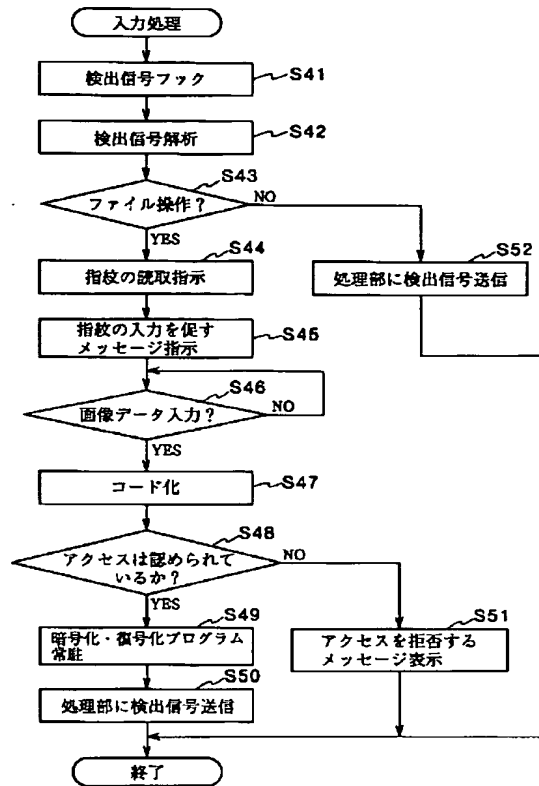 入力処理
検出信号フック
S41
検出信号解析
S42
S43
ファイル操作?
NO
YES
S44
指紋の読取指示
S52
処理部に検出信号送信
指紋の入力を促す
メッセージ指示
S45
S46
画像データ入力?
NO
YES
コード化
S47
S48
アクセスは認められて
いるか?
NO
YES
S49
暗号化・復号化プログラム
常駐
S51
アクセスを拒否する
メッセージ表示
S50
処理部に検出信号送信
終了